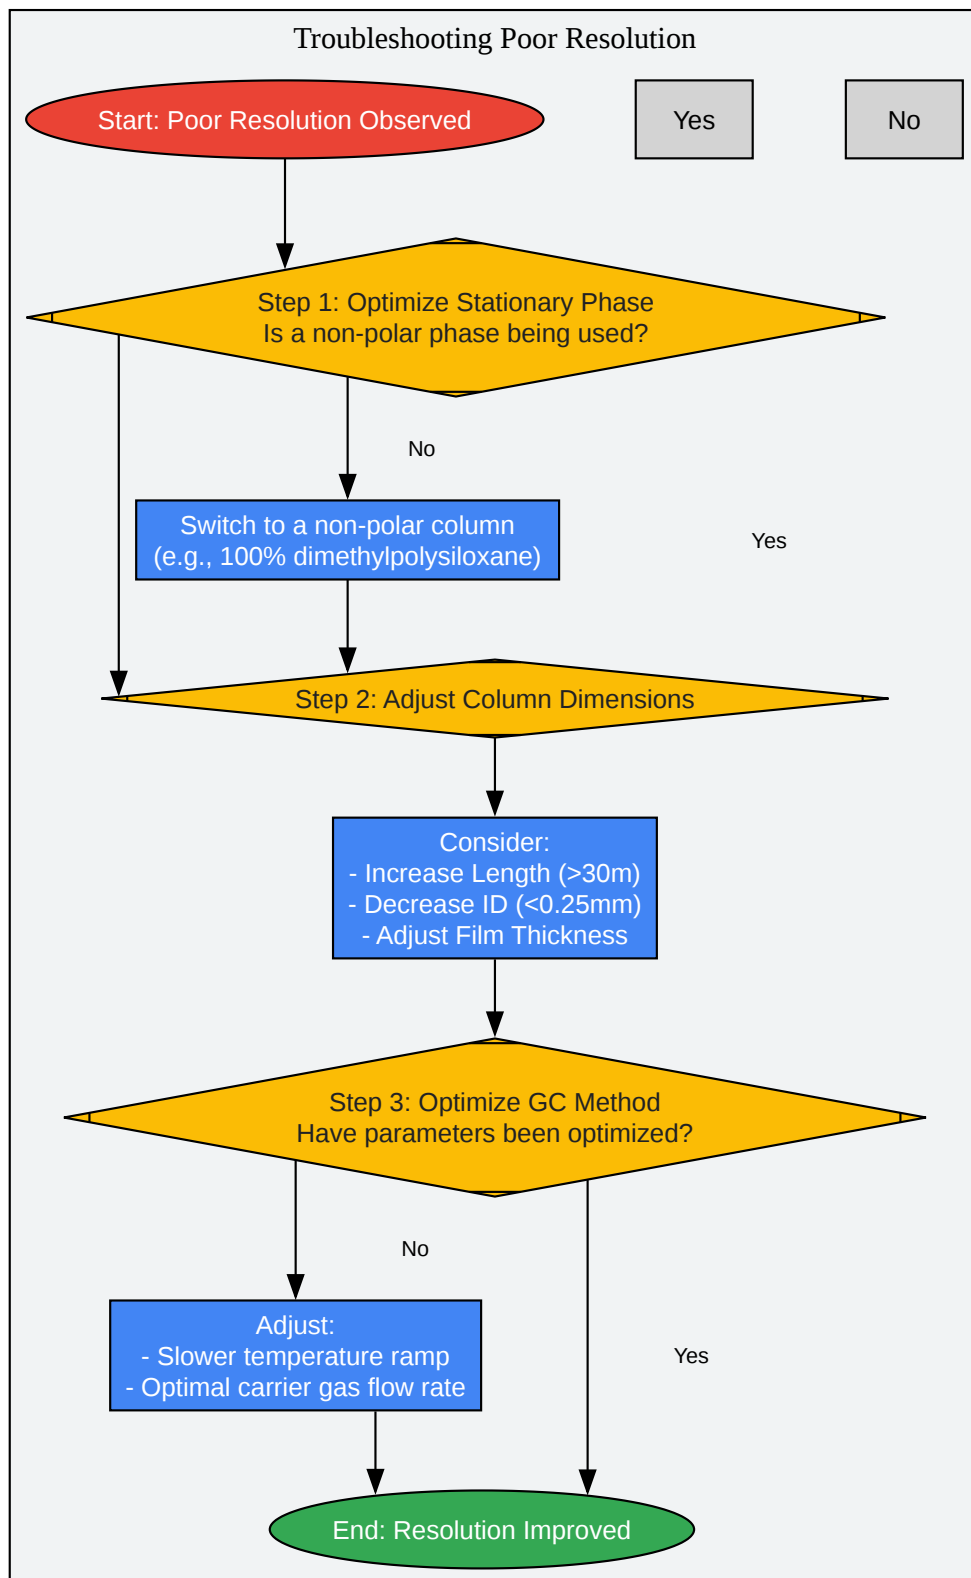 Troubleshooting Poor Resolution
Start: Poor Resolution Observed
Yes
No
Step 1: Optimize Stationary Phase
Is a non-polar phase being used?
No
Switch to a non-polar column
(e.g., 100% dimethylpolysiloxane)
Yes
Step 2: Adjust Column Dimensions
Consider:
- Increase Length (>30m)
- Decrease ID (<0.25mm)
- Adjust Film Thickness
Step 3: Optimize GC Method
Have parameters been optimized?
No
Adjust:
- Slower temperature ramp
- Optimal carrier gas flow rate
Yes
End: Resolution Improved